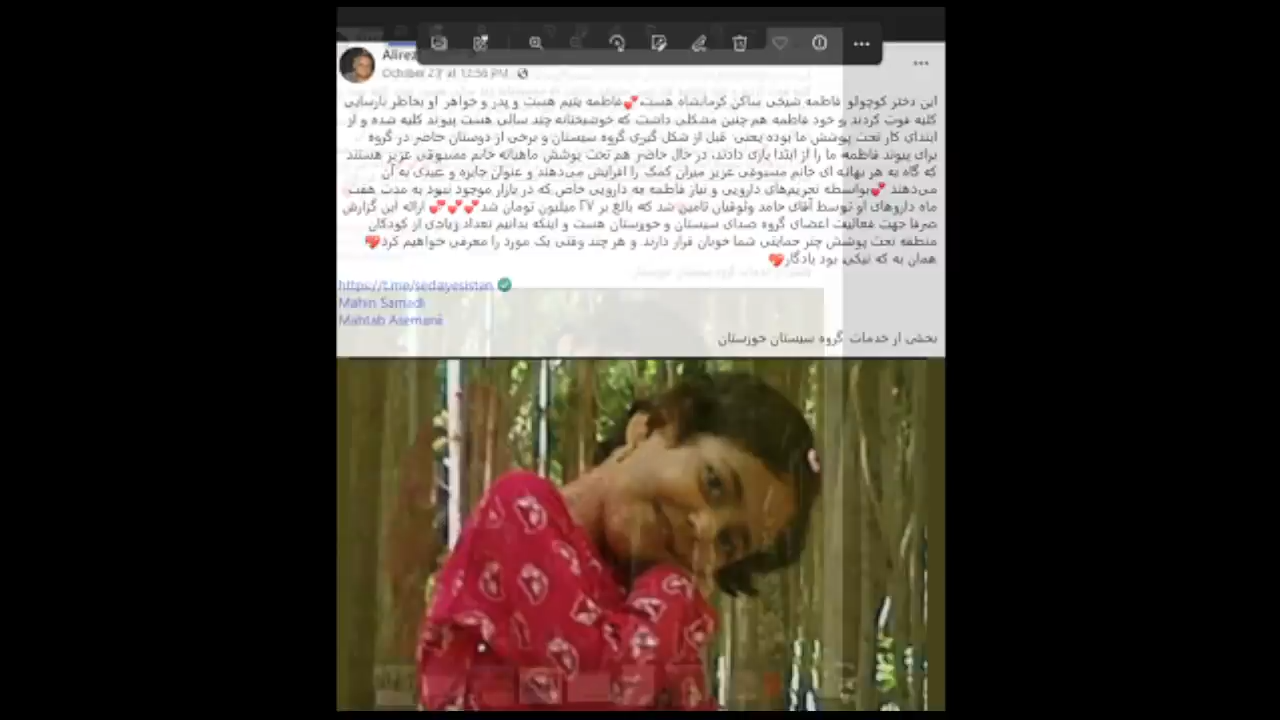 Alirez
October 27 at 12:56 PM
این دختر کوچولو فاطمه شیخی ساکن کرمانشاه هست💕فاطمه یتیم هست و پدر و خواهر او بخاطر نارسایی
کلیه فوت کردند و خود فاطمه هم چنین مشکلی داشت که خوشبختانه چند سالی هست پیوند کلیه شده و از
ابتدای کار تحت پوشش ما بوده یعنی قبل از شکل گیری گروه سیستان و برخی از دوستان حاضر در گروه
برای پیوند فاطمه ما را از ابتدا یاری دادند، در حال حاضر هم تحت پوشش ماهیانه خانم مسبوقی عزیز هستند
که گاه به هر بهانه ای خانم مسبوقی عزیز میزان کمک را افزایش می‌دهند و عنوان جایزه و عیدی به آن
می‌دهند 💕بواسطه تحریم‌های دارویی و نیاز فاطمه به دارویی خاص که در بازار موجود نبود به مدت هفت
ماه داروهای او توسط آقای حامد وثوقیان تامین شد که بالغ بر ۲۷ میلیون تومان شد💕💕💕 ارائه این گزارش
صرفا جهت فعالیت اعضای گروه صدای سیستان و خوزستان هست و اینکه بدانیم تعداد زیادی از کودکان
منطقه تحت پوشش چتر حمایتی شما خوبان قرار دارند و هر چند وقتی یک مورد را معرفی خواهیم کرد💖
همان به که نیکی بود یادگار💖
https://t.me/sedayesistan ✅
Mahin Samadi
Mahtab Asemani
بخشی از خدمات گروه سیستان خوزستان